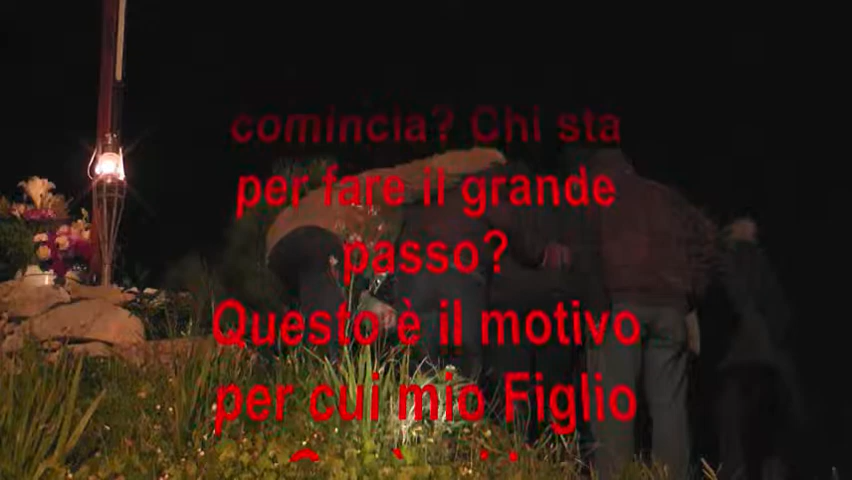 comincia? Chi sta
per fare il grande
passo?
Questo è il motivo
per cui mio Figlio